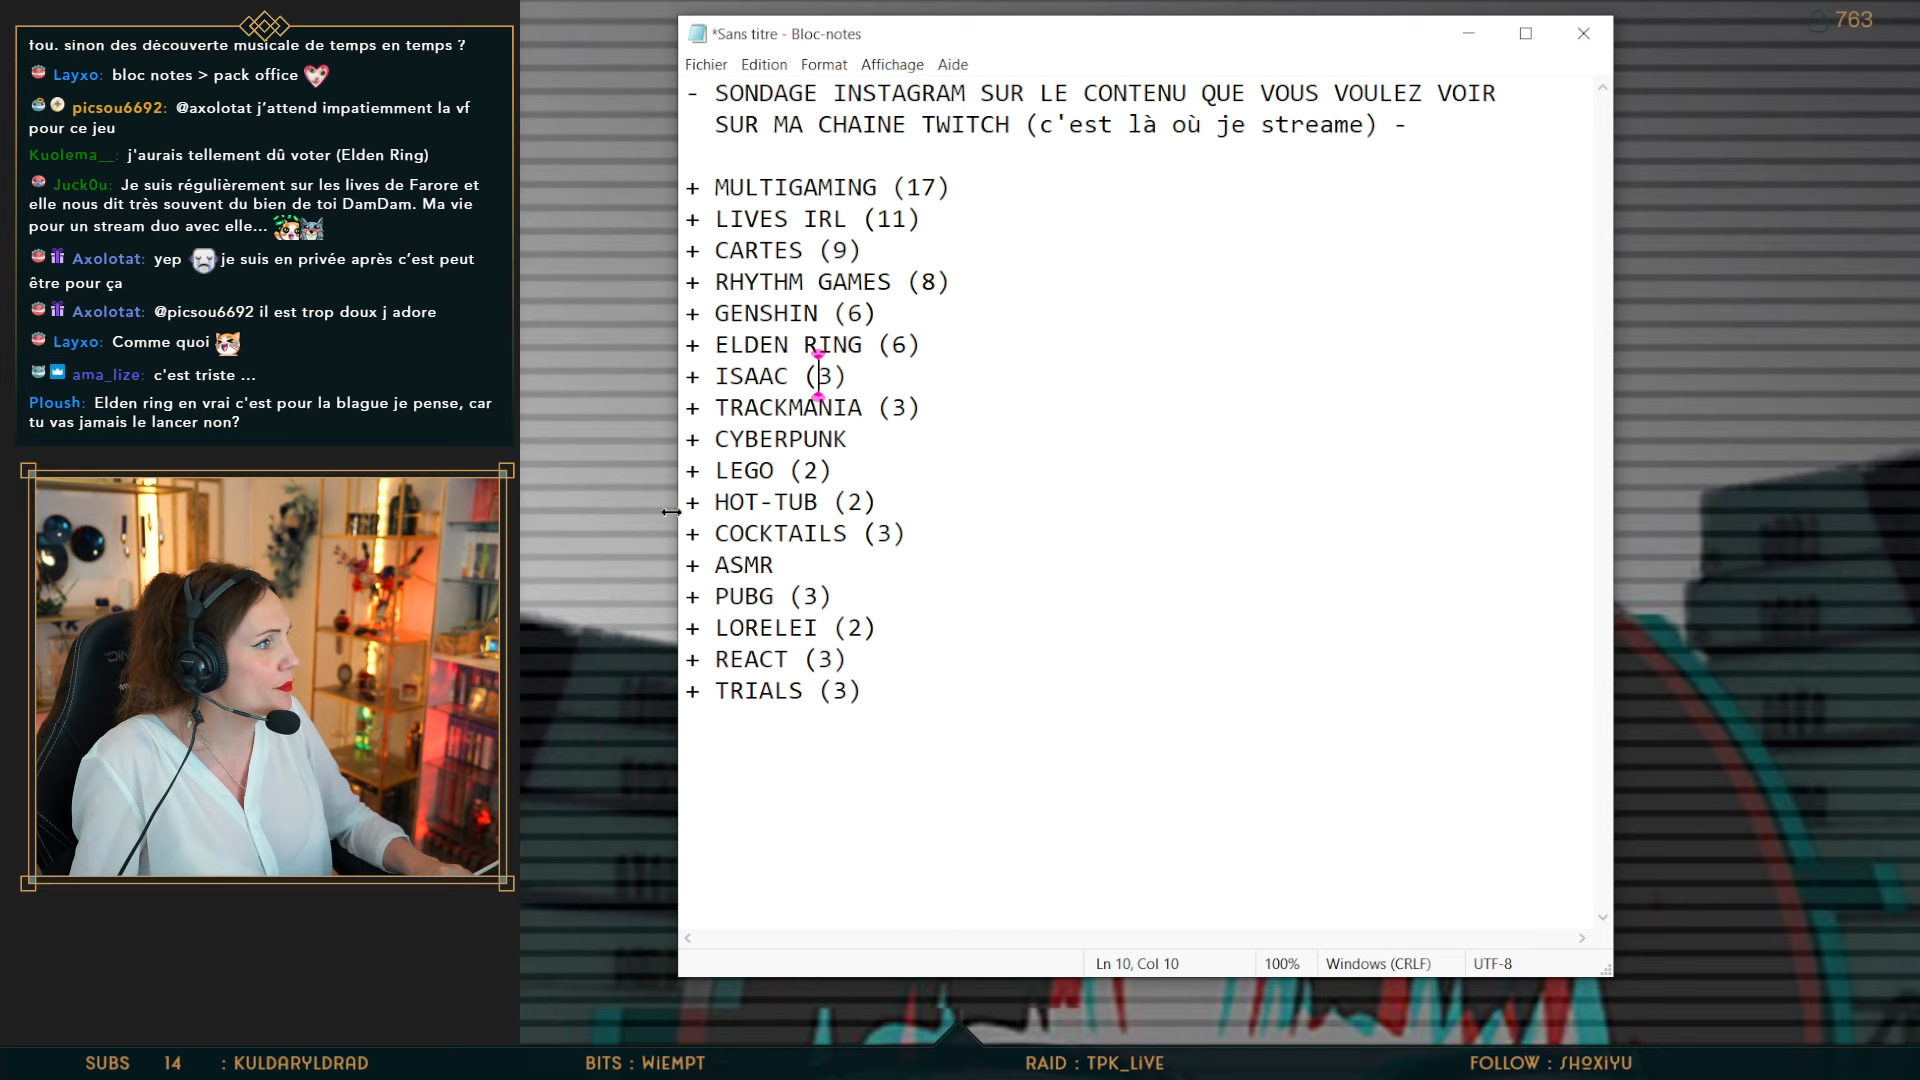 tou. sinon des découverte musicale de temps en temps ?
Layxo: bloc notes > pack office
picsou6692: @axolotat j’attend impatiemment la vf
pour ce jeu
Kuolema__: j'aurais tellement dû voter (Elden Ring)
Juck0u: Je suis régulièrement sur les lives de Farore et
elle nous dit très souvent du bien de toi DamDam. Ma vie
pour un stream duo avec elle...
Axolotat: yep je suis en privée après c’est peut
être pour ça
Axolotat: @picsou6692 il est trop doux j adore
Layxo: Comme quoi
ama_lize: c'est triste ...
Ploush: Elden ring en vrai c'est pour la blague je pense, car
tu vas jamais le lancer non?
*Sans titre - Bloc-notes
Fichier Edition Format Affichage Aide
- SONDAGE INSTAGRAM SUR LE CONTENU QUE VOUS VOULEZ VOIR
SUR MA CHAINE TWITCH (c'est là où je streame) -
+ MULTIGAMING (17)
+ LIVES IRL (11)
+ CARTES (9)
+ RHYTHM GAMES (8)
+ GENSHIN (6)
+ ELDEN RING (6)
+ ISAAC (3)
+ TRACKMANIA (3)
+ CYBERPUNK
+ LEGO (2)
+ HOT-TUB (2)
+ COCKTAILS (3)
+ ASMR
+ PUBG (3)
+ LORELEI (2)
+ REACT (3)
+ TRIALS (3)
Ln 10, Col 10 100% Windows (CRLF) UTF-8
763
SUBS 14 : KULDARYLDRAD BITS : WiEMPT RAID : TPK_LiVE FOLLOW : SHOXiYU